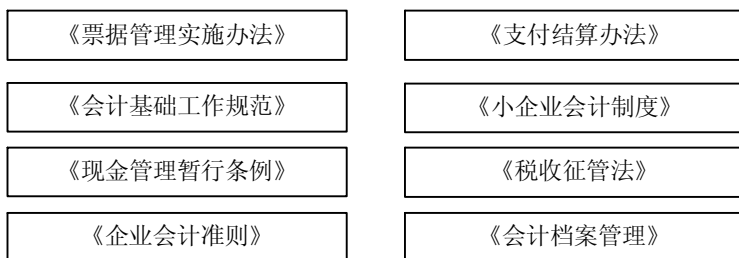 《票据管理实施办法》
《支付结算办法》
《会计基础工作规范》
《小企业会计制度》
《现金管理暂行条例》
《税收征管法》
《企业会计准则》
《会计档案管理》